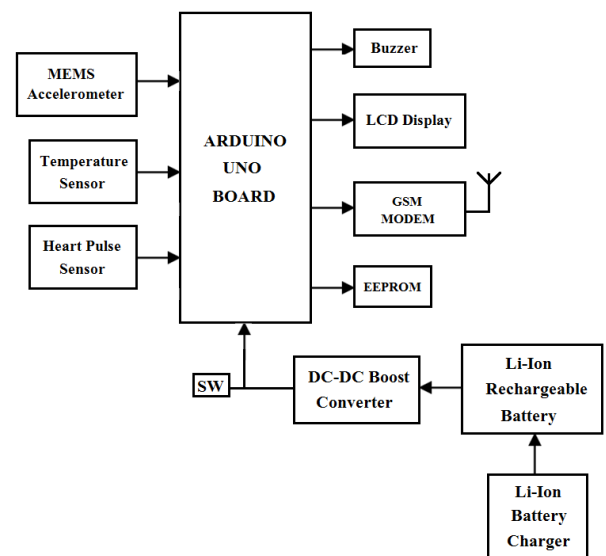 MEMS
Accelerometer
Temperature
Sensor
Heart Pulse
Sensor
ARDUINO
UNO
BOARD
Buzzer
LCD Display
GSM
MODEM
EEPROM
SW
DC-DC Boost
Converter
Li-Ion
Rechargeable
Battery
Li-Ion
Battery
Charger